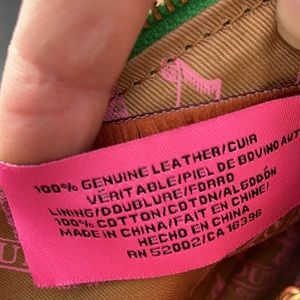 100% GENUINE LEATHER/CUIR
VÉRITABLE/PIEL DE BOVINO AUT
LINING/DOUBLURE/FORRO
100% COTTON/COTON/ALGODÓN
MADE IN CHINA/FAIT EN CHINE/
HECHO EN CHINA
RN 52002/CA 16396